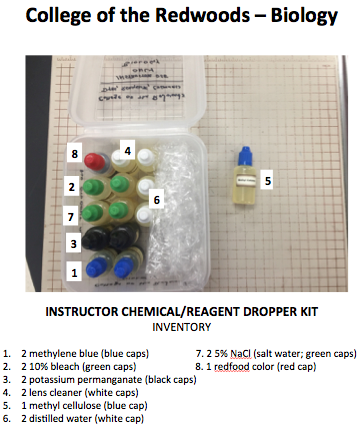 College of the Redwoods – Biology
8
4
2
6
7
3
1
5
INSTRUCTOR CHEMICAL/REAGENT DROPPER KIT
INVENTORY
1. 2 methylene blue (blue caps)
2. 2 10% bleach (green caps)
3. 2 potassium permanganate (black caps)
4. 2 lens cleaner (white caps)
5. 1 methyl cellulose (blue cap)
6. 2 distilled water (white cap)
7. 2 5% NaCl (salt water; green caps)
8. 1 redfood color (red cap)